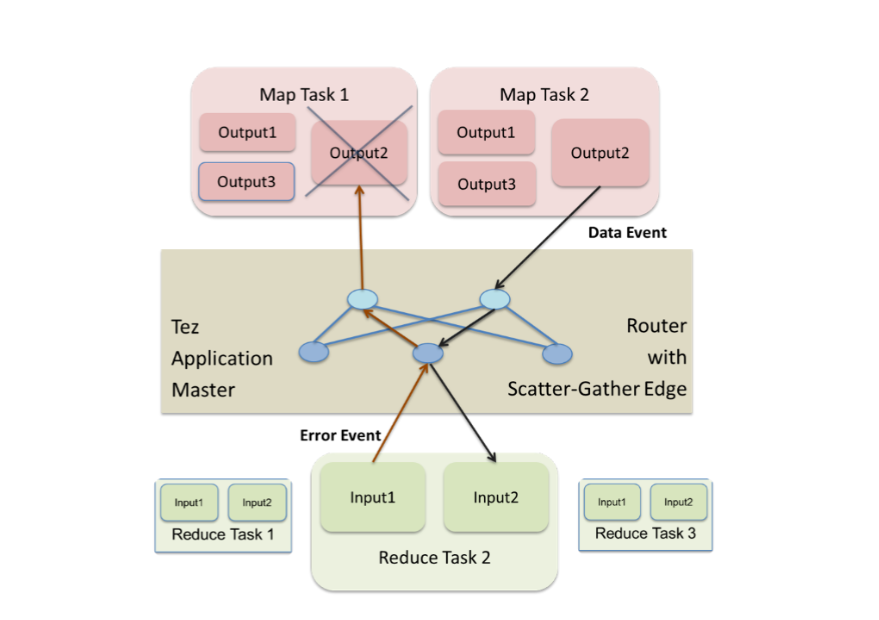 Map Task 1
Output1
Output2
Output3
Map Task 2
Output1
Output2
Output3
Data Event
Tez
Application
Master
Router
with
Scatter-Gather Edge
Error Event
Input1
Input2
Reduce Task 1
Input1
Input2
Reduce Task 2
Input1
Input2
Reduce Task 3